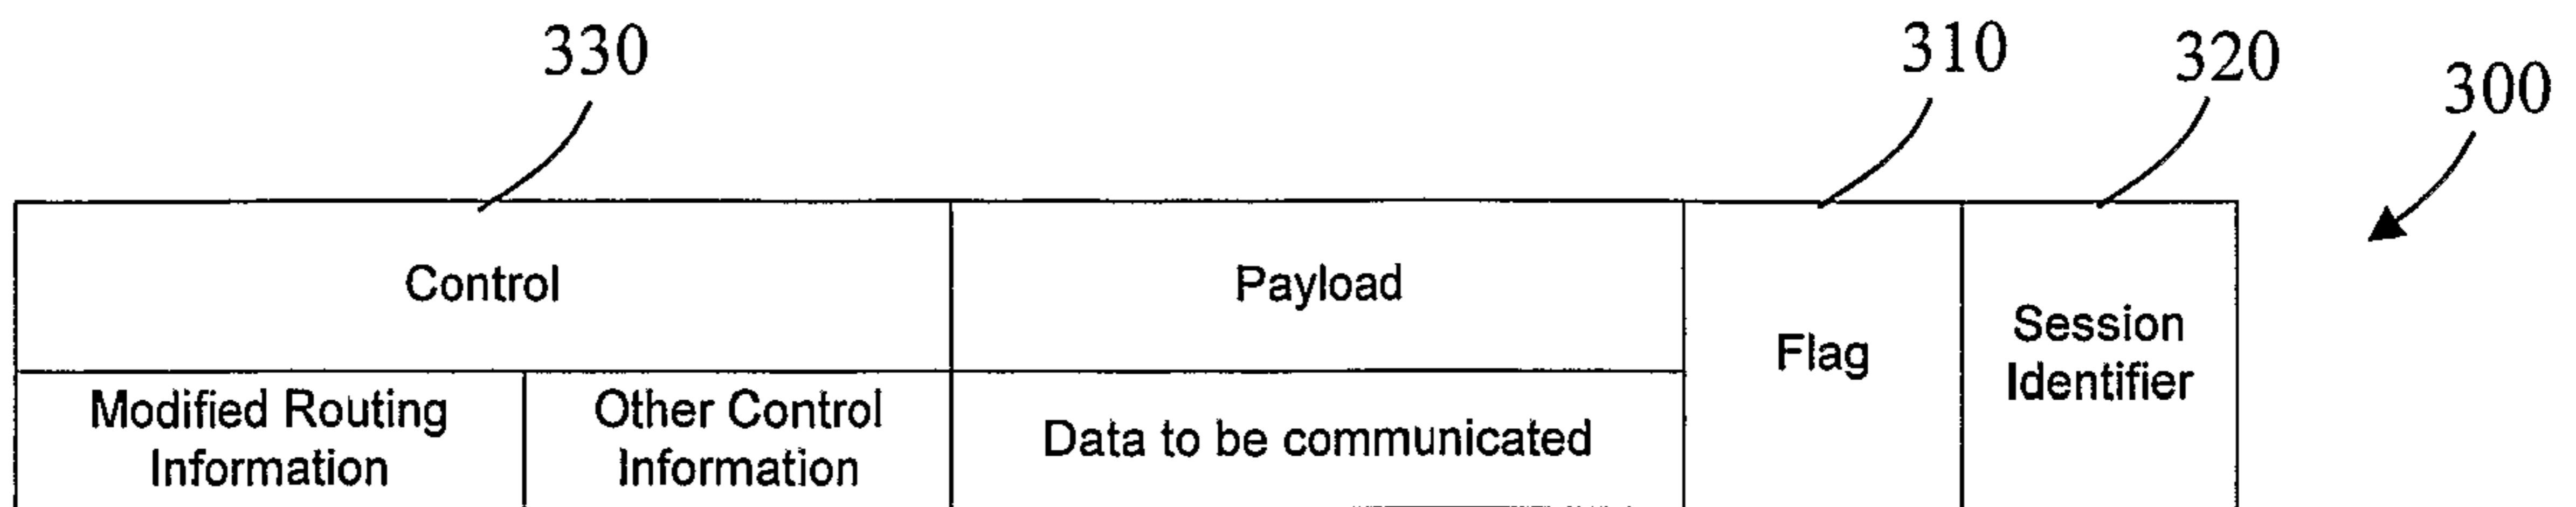 330
310
320
300
Control
Payload
Flag
Session
Identifier
Modified Routing
Information
Other Control
Information
Data to be communicated